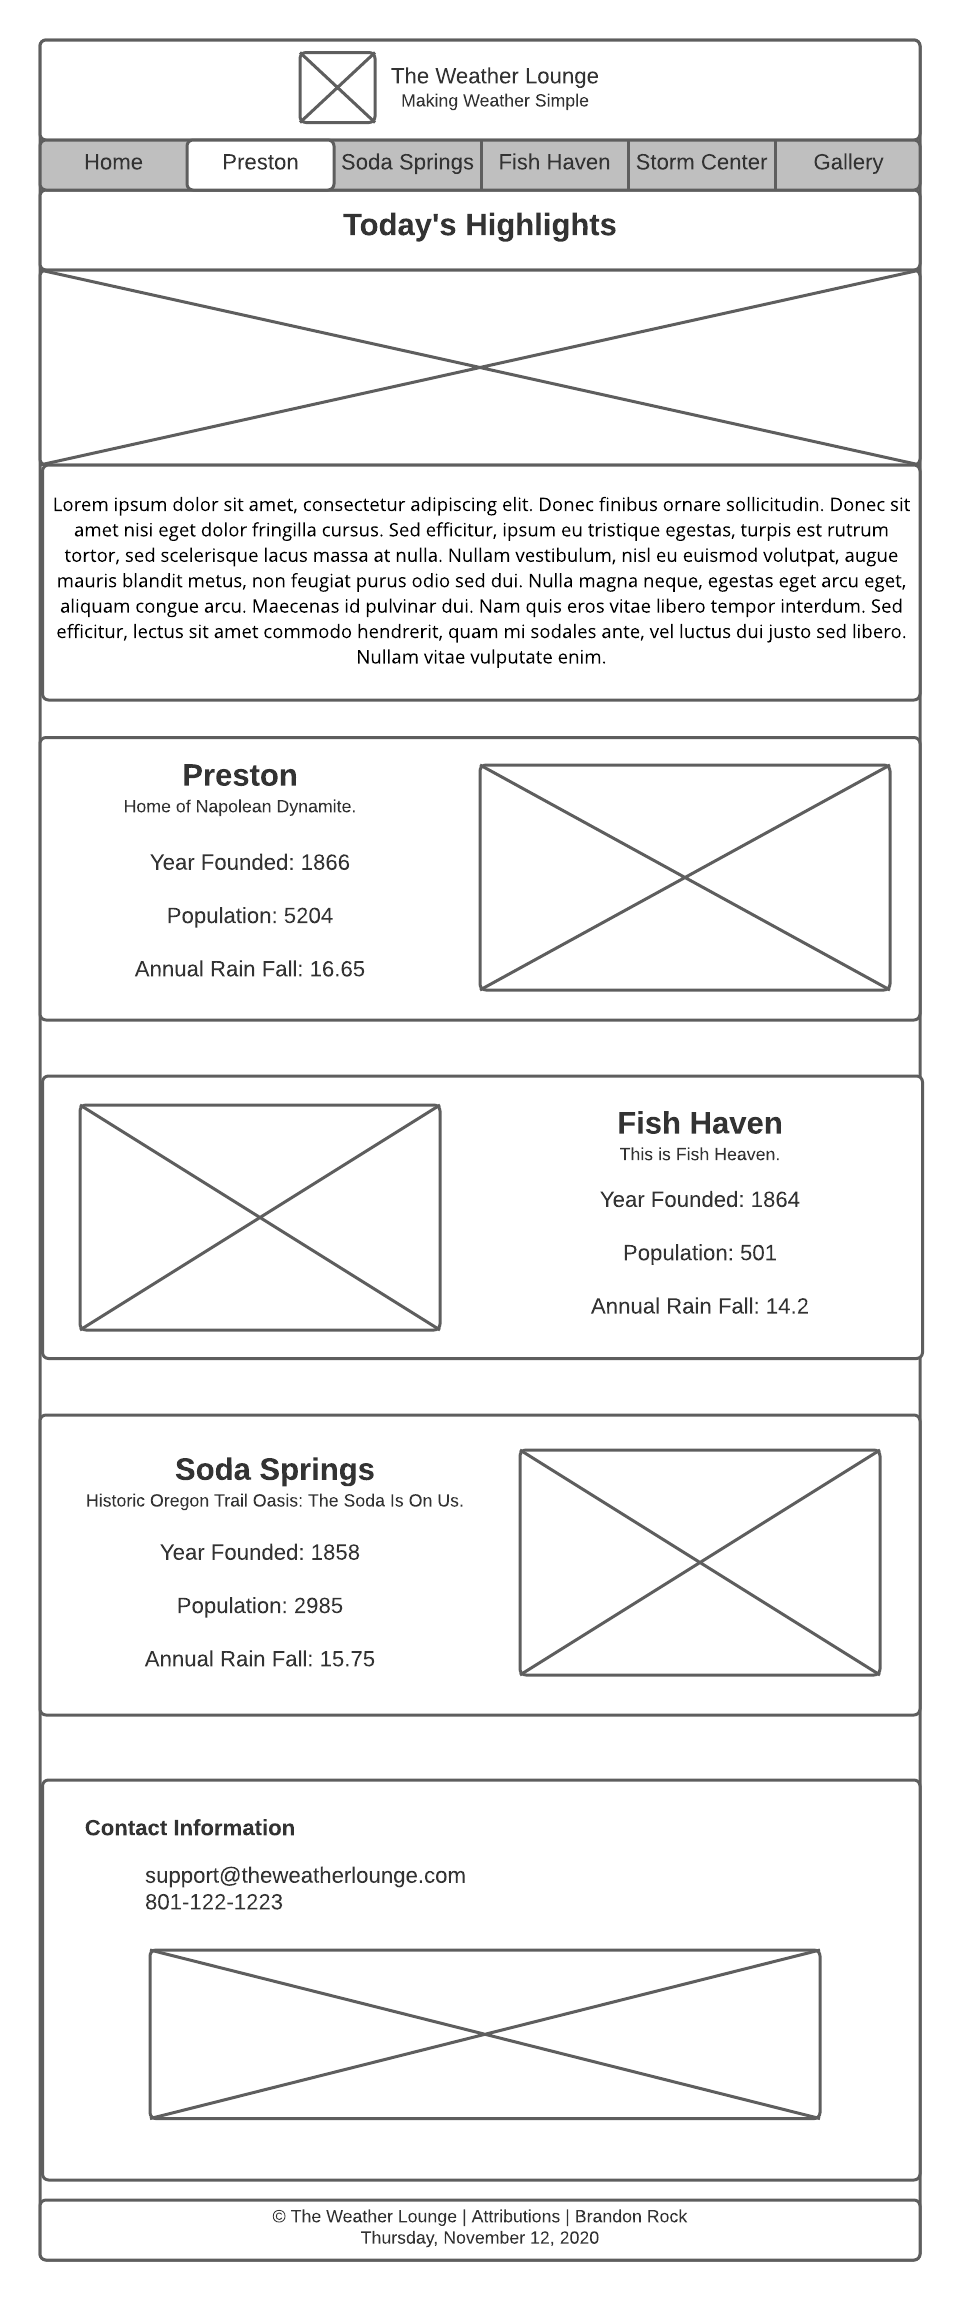 The Weather Lounge
Making Weather Simple
Home
Preston
Soda Springs
Fish Haven
Storm Center
Gallery
Today's Highlights
Lorem ipsum dolor sit amet, consectetur adipiscing elit. Donec finibus ornare sollicitudin. Donec sit
amet nisi eget dolor fringilla cursus. Sed efficitur, ipsum eu tristique egestas, turpis est rutrum
tortor, sed scelerisque lacus massa at nulla. Nullam vestibulum, nisl eu euismod volutpat, augue
mauris blandit metus, non feugiat purus odio sed dui. Nulla magna neque, egestas eget arcu eget,
aliquam congue arcu. Maecenas id pulvinar dui. Nam quis eros vitae libero tempor interdum. Sed
efficitur, lectus sit amet commodo hendrerit, quam mi sodales ante, vel luctus dui justo sed libero.
Nullam vitae vulputate enim.
Preston
Home of Napolean Dynamite.
Year Founded: 1866
Population: 5204
Annual Rain Fall: 16.65
Fish Haven
This is Fish Heaven.
Year Founded: 1864
Population: 501
Annual Rain Fall: 14.2
Soda Springs
Historic Oregon Trail Oasis: The Soda Is On Us.
Year Founded: 1858
Population: 2985
Annual Rain Fall: 15.75
Contact Information
support@theweatherlounge.com
801-122-1223
© The Weather Lounge | Attributions | Brandon Rock
Thursday, November 12, 2020